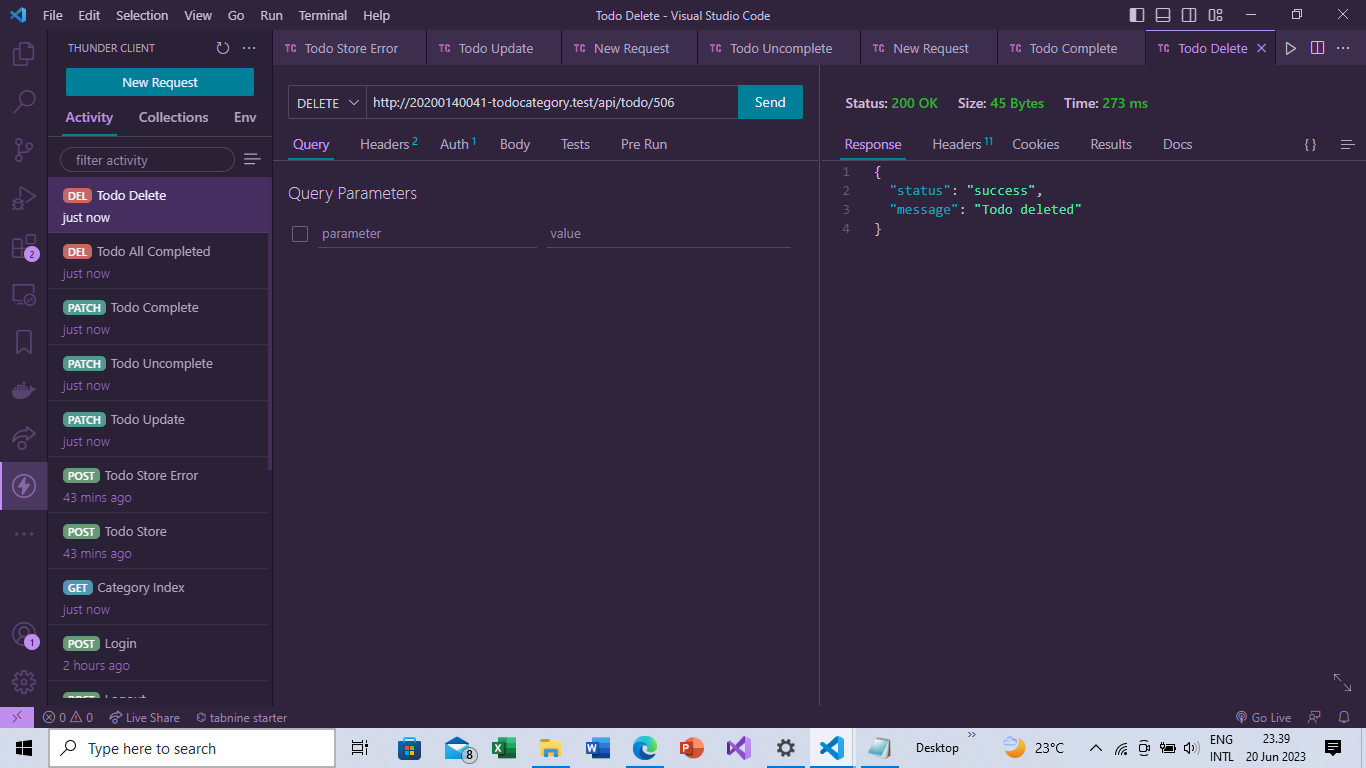 File Edit Selection View Go Run Terminal Help
Todo Delete - Visual Studio Code
THUNDER CLIENT
New Request
Activity Collections Env
filter activity
DEL Todo Delete
just now
DEL Todo All Completed
just now
PATCH Todo Complete
just now
PATCH Todo Uncomplete
just now
PATCH Todo Update
just now
POST Todo Store Error
43 mins ago
POST Todo Store
43 mins ago
GET Category Index
just now
POST Login
2 hours ago
POST Logout
2
1
TC Todo Store Error TC Todo Update TC New Request TC Todo Uncomplete TC New Request TC Todo Complete TC Todo Delete
DELETE http://20200140041-todocategory.test/api/todo/506 Send
Query Headers 2 Auth 1 Body Tests Pre Run
Query Parameters
parameter value
Status: 200 OK Size: 45 Bytes Time: 273 ms
Response Headers 11 Cookies Results Docs { }
1 {
2 "status": "success",
3 "message": "Todo deleted"
4 }
0 0 Live Share tabnine starter Go Live
Type here to search
8
Desktop
23°C
ENG
INTL
23.39
20 Jun 2023